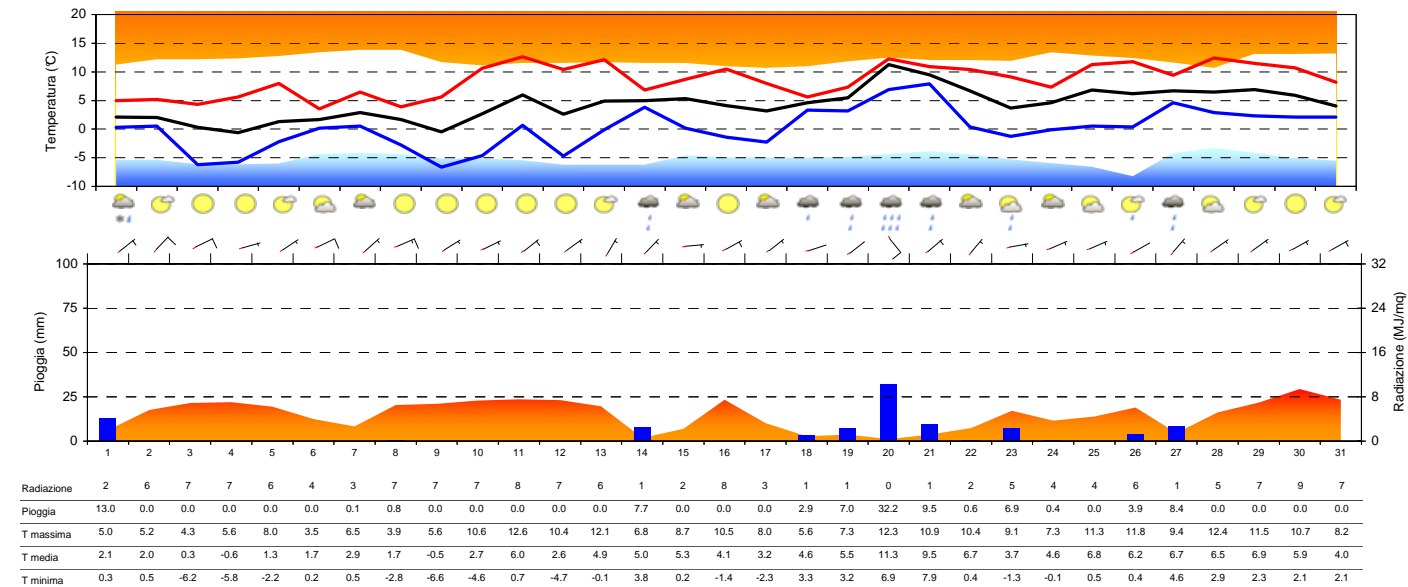 20
15
10
5
0
-5
-10
Temperatura (°C)
100
75
50
25
0
Pioggia (mm)
32
24
16
8
0
Radiazione (MJ/mq)
1 2 3 4 5 6 7 8 9 10 11 12 13 14 15 16 17 18 19 20 21 22 23 24 25 26 27 28 29 30 31
Radiazione 2 6 7 7 6 4 3 7 7 7 8 7 6 1 2 8 3 1 1 0 1 2 5 4 4 6 1 5 7 9 7
Pioggia 13.0 0.0 0.0 0.0 0.0 0.0 0.1 0.8 0.0 0.0 0.0 0.0 0.0 7.7 0.0 0.0 0.0 2.9 7.0 32.2 9.5 0.6 6.9 0.4 0.0 3.9 8.4 0.0 0.0 0.0 0.0
T massima 5.0 5.2 4.3 5.6 8.0 3.5 6.5 3.9 5.6 10.6 12.6 10.4 12.1 6.8 8.7 10.5 8.0 5.6 7.3 12.3 10.9 10.4 9.1 7.3 11.3 11.8 9.4 12.4 11.5 10.7 8.2
T media 2.1 2.0 0.3 -0.6 1.3 1.7 2.9 1.7 -0.5 2.7 6.0 2.6 4.9 5.0 5.3 4.1 3.2 4.6 5.5 11.3 9.5 6.7 3.7 4.6 6.8 6.2 6.7 6.5 6.9 5.9 4.0
T minima 0.3 0.5 -6.2 -5.8 -2.2 0.2 0.5 -2.8 -6.6 -4.6 0.7 -4.7 -0.1 3.8 0.2 -1.4 -2.3 3.3 3.2 6.9 7.9 0.4 -1.3 -0.1 0.5 0.4 4.6 2.9 2.3 2.1 2.1